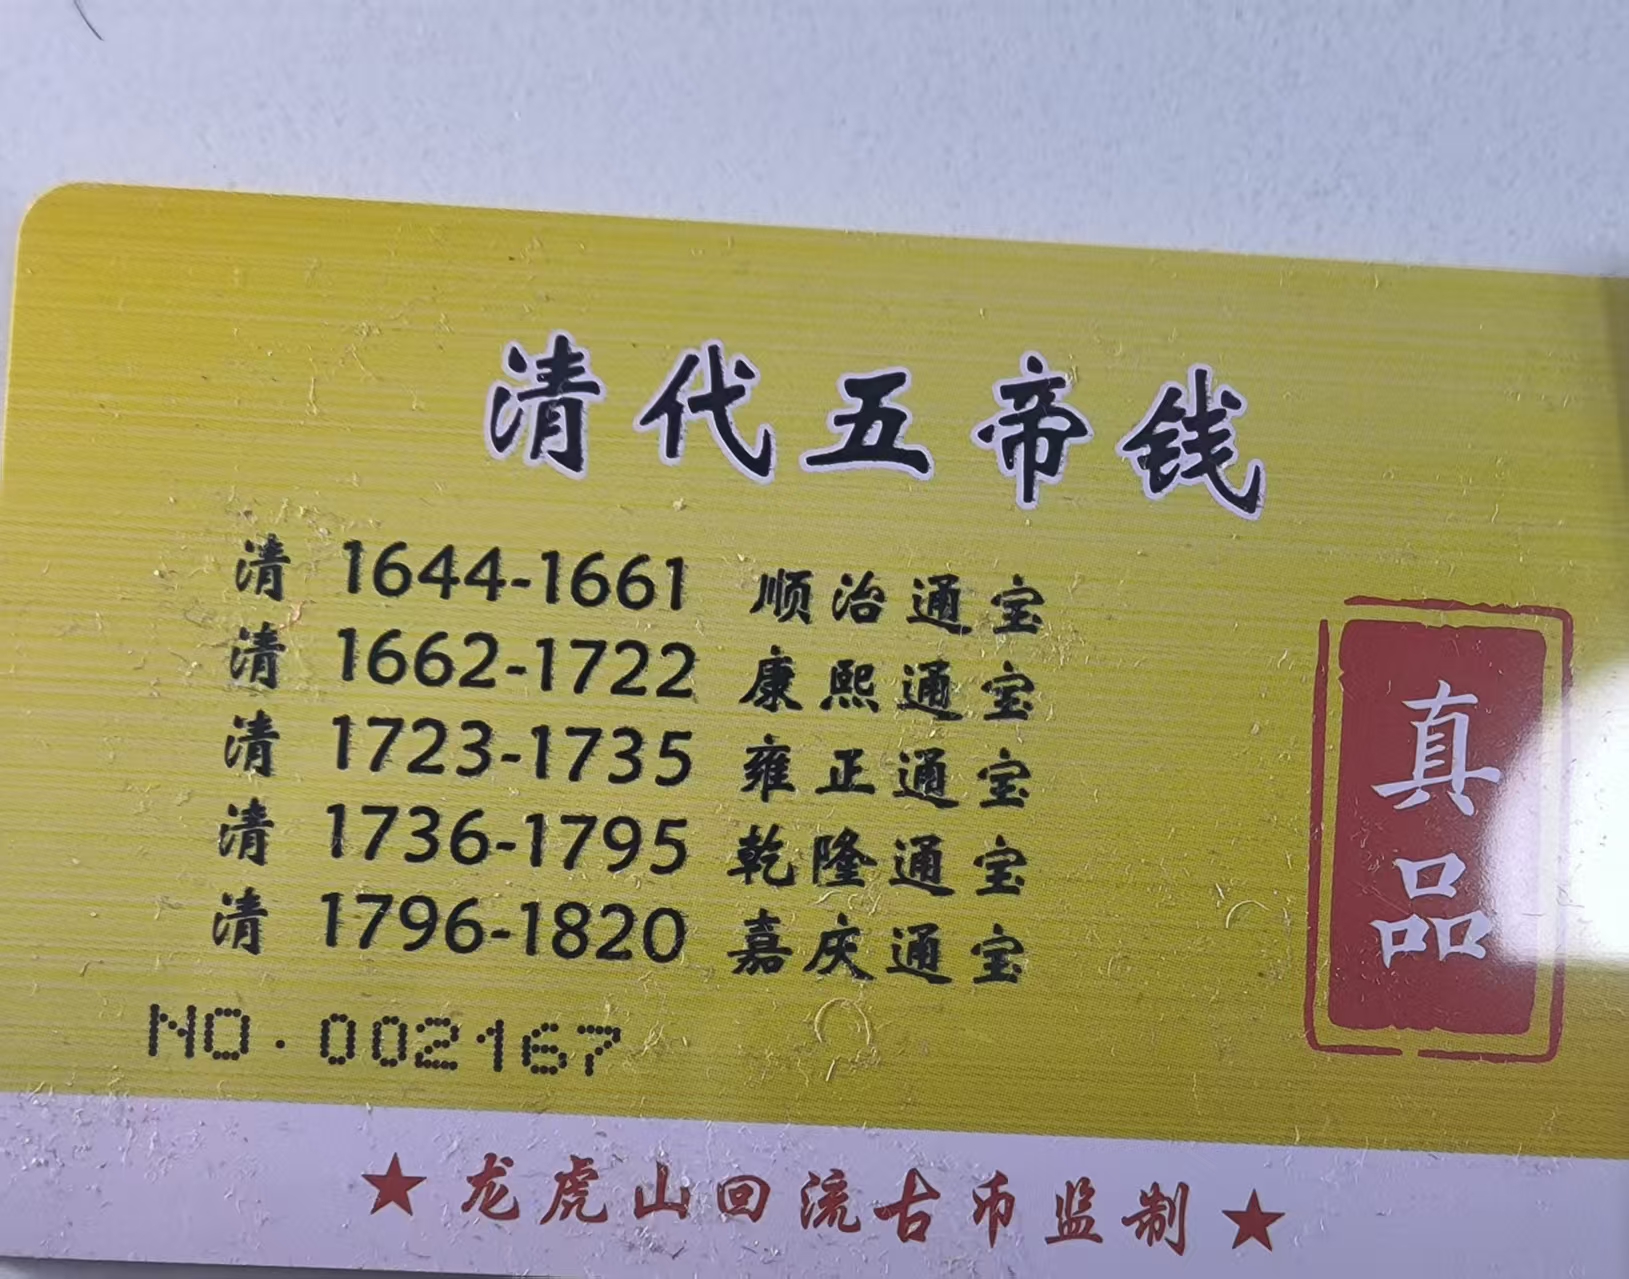 清代五帝钱
清 1644-1661 顺治通宝
清 1662-1722 康熙通宝
清 1723-1735 雍正通宝
清 1736-1795 乾隆通宝
清 1796-1820 嘉庆通宝
真品
NO.002167
★龙虎山回流古币监制★